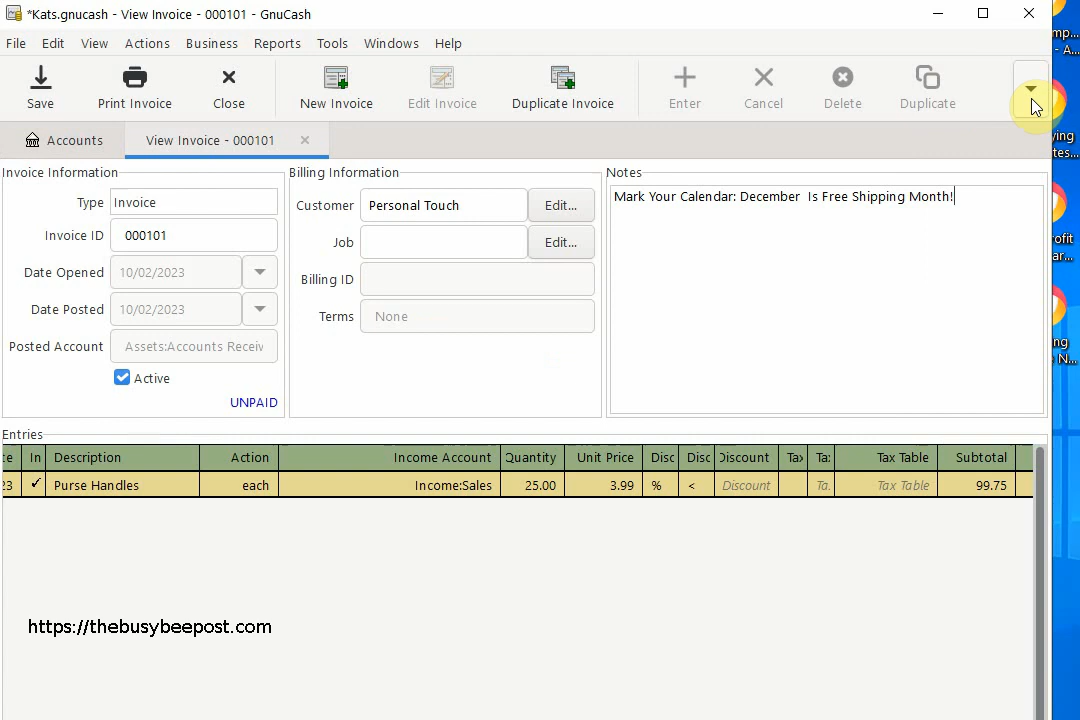 *Kats.gnucash - View Invoice - 000101 - GnuCash
File Edit View Actions Business Reports Tools Windows Help
Save Print Invoice Close New Invoice Edit Invoice Duplicate Invoice Enter Cancel Delete Duplicate
Accounts View Invoice - 000101
Invoice Information
Type Invoice
Invoice ID 000101
Date Opened 10/02/2023
Date Posted 10/02/2023
Posted Account Assets:Accounts Receiv
Active
UNPAID
Billing Information
Customer Personal Touch Edit...
Job Edit...
Billing ID
Terms None
Notes
Mark Your Calendar: December  Is Free Shipping Month!
Entries
In Description Action Income Account Quantity Unit Price Disc Disc Discount Tax Ta: Tax Table Subtotal
23 Purse Handles each Income:Sales 25.00 3.99 % < Discount Ta. Tax Table 99.75
https://thebusybeepost.com